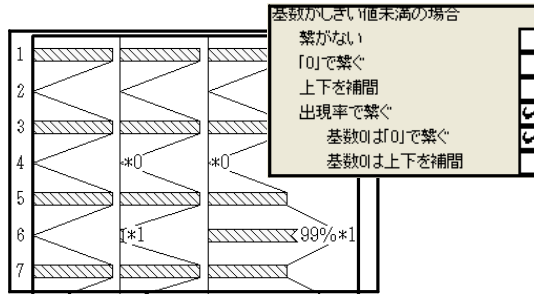 基数がしきい値未満の場合
繋がない
「0」で繋ぐ
上下を補間
出現率で繋ぐ
基数0は「0」で繋ぐ
基数0は上下を補間
1
2
3
4 *0 *0
5
6 *1 99%*1
7